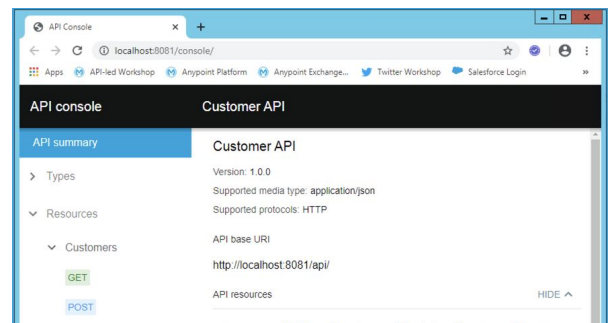 API Console
localhost:8081/console/
Apps API-led Workshop Anypoint Platform Anypoint Exchange... Twitter Workshop Salesforce Login »
API console Customer API
API summary
Customer API
Version: 1.0.0
Types
Supported media type: application/json
Supported protocols: HTTP
Resources
API base URI
Customers
http://localhost:8081/api/
GET
API resources HIDE
POST